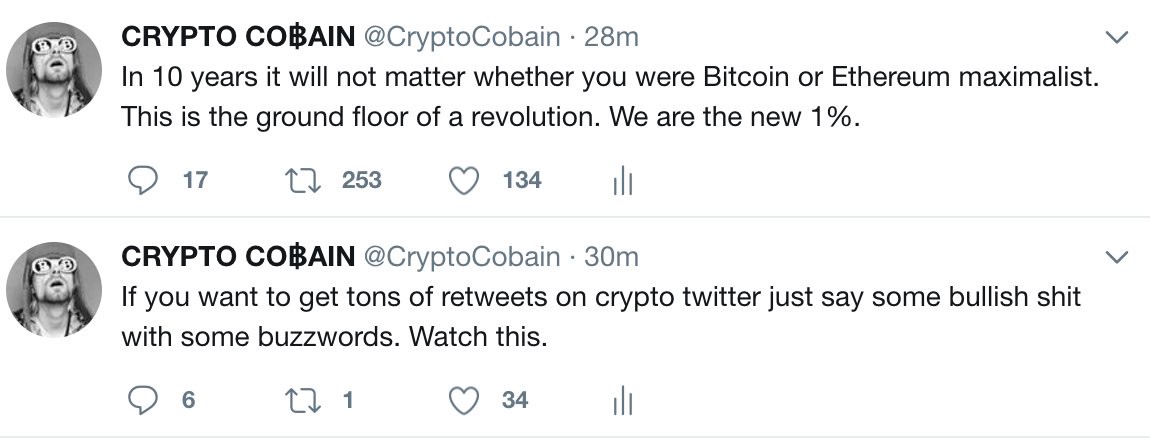 CRYPTO CO₿AIN @CryptoCobain · 28m
In 10 years it will not matter whether you were Bitcoin or Ethereum maximalist.
This is the ground floor of a revolution. We are the new 1%.
17 253 134
CRYPTO CO₿AIN @CryptoCobain · 30m
If you want to get tons of retweets on crypto twitter just say some bullish shit
with some buzzwords. Watch this.
6 1 34